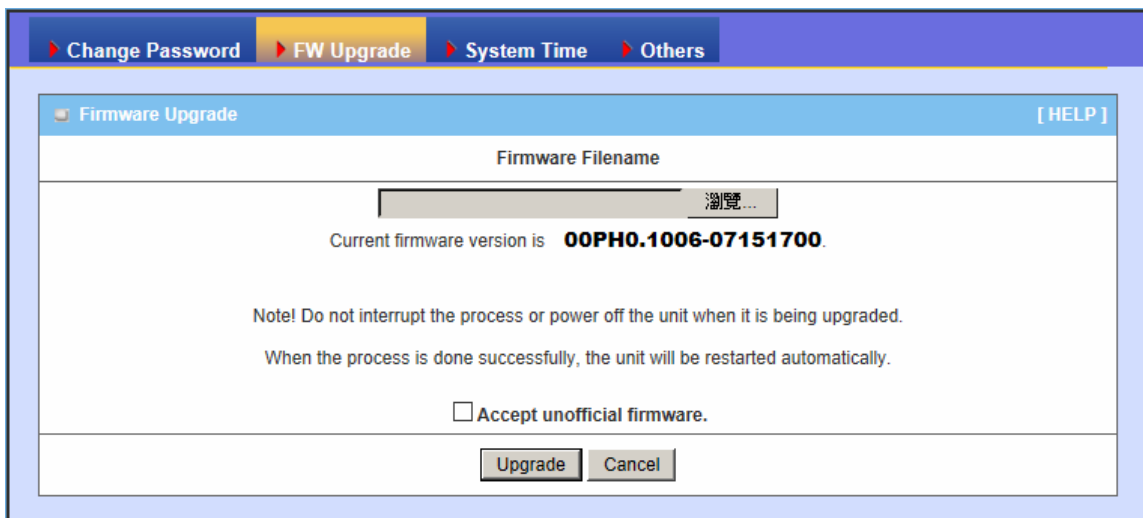 Change Password FW Upgrade System Time Others
Firmware Upgrade [ HELP ]
Firmware Filename
瀏覽...
Current firmware version is 00PH0.1006-07151700.
Note! Do not interrupt the process or power off the unit when it is being upgraded.
When the process is done successfully, the unit will be restarted automatically.
Accept unofficial firmware.
Upgrade Cancel